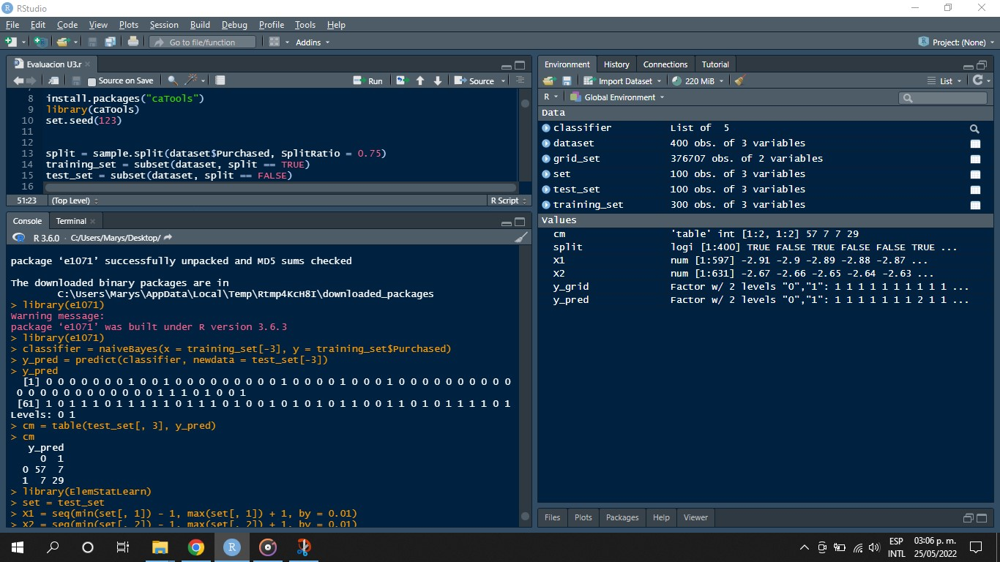 RStudio
File Edit Code View Plots Session Build Debug Profile Tools Help
Go to file/function Addins Project: (None)
Evaluacion U3.r
Source on Save Run Source
8 install.packages("caTools")
9 library(caTools)
10 set.seed(123)
11
12
13 split = sample.split(dataset$Purchased, SplitRatio = 0.75)
14 training_set = subset(dataset, split == TRUE)
15 test_set = subset(dataset, split == FALSE)
16
51:23 (Top Level) R Script
Console Terminal
R 3.6.0 · C:/Users/Marys/Desktop/
package ‘e1071’ successfully unpacked and MD5 sums checked
The downloaded binary packages are in
C:\Users\Marys\AppData\Local\Temp\Rtmp4KcH8I\downloaded_packages
> library(e1071)
Warning message:
package ‘e1071’ was built under R version 3.6.3
> library(e1071)
> classifier = naiveBayes(x = training_set[-3], y = training_set$Purchased)
> y_pred = predict(classifier, newdata = test_set[-3])
> y_pred
[1] 0 0 0 0 0 0 0 1 0 0 1 0 0 0 0 0 0 0 0 0 1 0 0 0 0 1 0 0 0 1 0 0 0 0 0 0 0 0 0 0
0 0 0 0 0 0 0 0 0 0 0 0 1 1 1 0 1 0 0 1
[61] 1 0 1 1 1 0 1 1 1 1 1 0 1 1 1 0 1 0 0 1 0 1 0 1 0 1 1 0 0 1 1 0 1 0 1 1 1 1 0 1
Levels: 0 1
> cm = table(test_set[, 3], y_pred)
> cm
y_pred
0 1
0 57 7
1 7 29
> library(ElemStatLearn)
> set = test_set
> X1 = seq(min(set[, 1]) - 1, max(set[, 1]) + 1, by = 0.01)
> X2 = seq(min(set[, 2]) - 1, max(set[, 2]) + 1, by = 0.01)
Environment History Connections Tutorial
Import Dataset 220 MiB List
R Global Environment
Data
classifier List of 5
dataset 400 obs. of 3 variables
grid_set 376707 obs. of 2 variables
set 100 obs. of 3 variables
test_set 100 obs. of 3 variables
training_set 300 obs. of 3 variables
Values
cm 'table' int [1:2, 1:2] 57 7 7 29
split logi [1:400] TRUE FALSE TRUE FALSE FALSE TRUE ...
X1 num [1:597] -2.91 -2.9 -2.89 -2.88 -2.87 ...
X2 num [1:631] -2.67 -2.66 -2.65 -2.64 -2.63 ...
y_grid Factor w/ 2 levels "0","1": 1 1 1 1 1 1 1 1 1 1 ...
y_pred Factor w/ 2 levels "0","1": 1 1 1 1 1 1 1 2 1 1 ...
Files Plots Packages Help Viewer
ESP 03:06 p. m.
INTL 25/05/2022